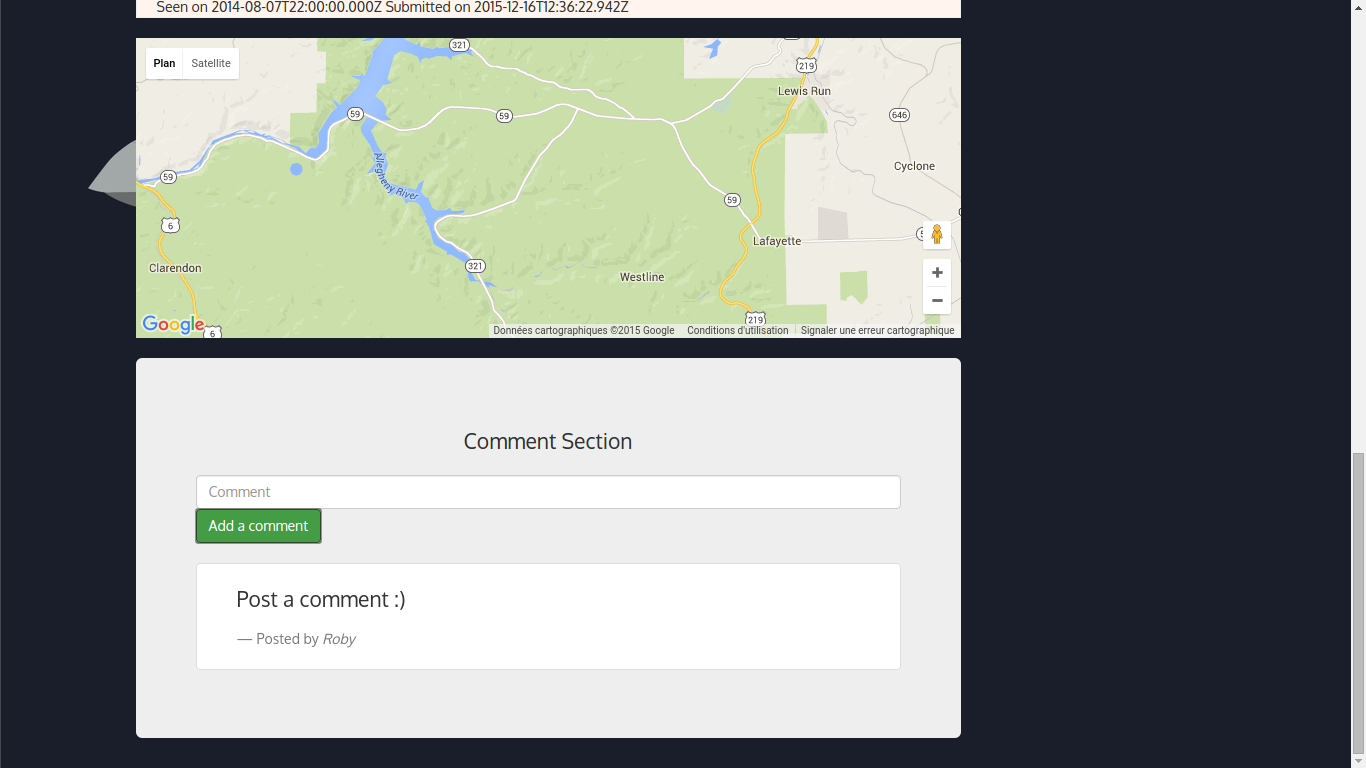 Seen on 2014-08-07T22:00:00.000Z Submitted on 2015-12-16T12:36:22.942Z
Plan Satellite
321
219
Lewis Run
59
59
646
Allegheny River
Cyclone
59
59
6
Lafayette
Clarendon
321
Westline
219
Google
6
Données cartographiques ©2015 Google Conditions d'utilisation Signaler une erreur cartographique
Comment Section
Comment
Add a comment
Post a comment :)
— Posted by Roby